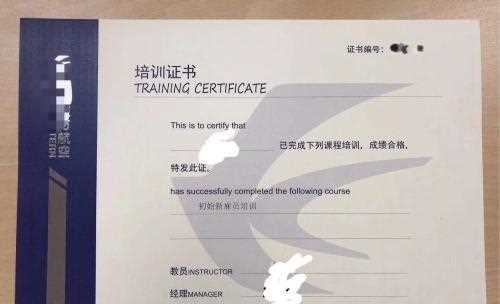 证书编号：
培训证书
TRAINING CERTIFICATE
This is to certify that
已完成下列课程培训，成绩合格，
特发此证。
has successfully completed the following course
初始新雇员培训
教员INSTRUCTOR
经理MANAGER